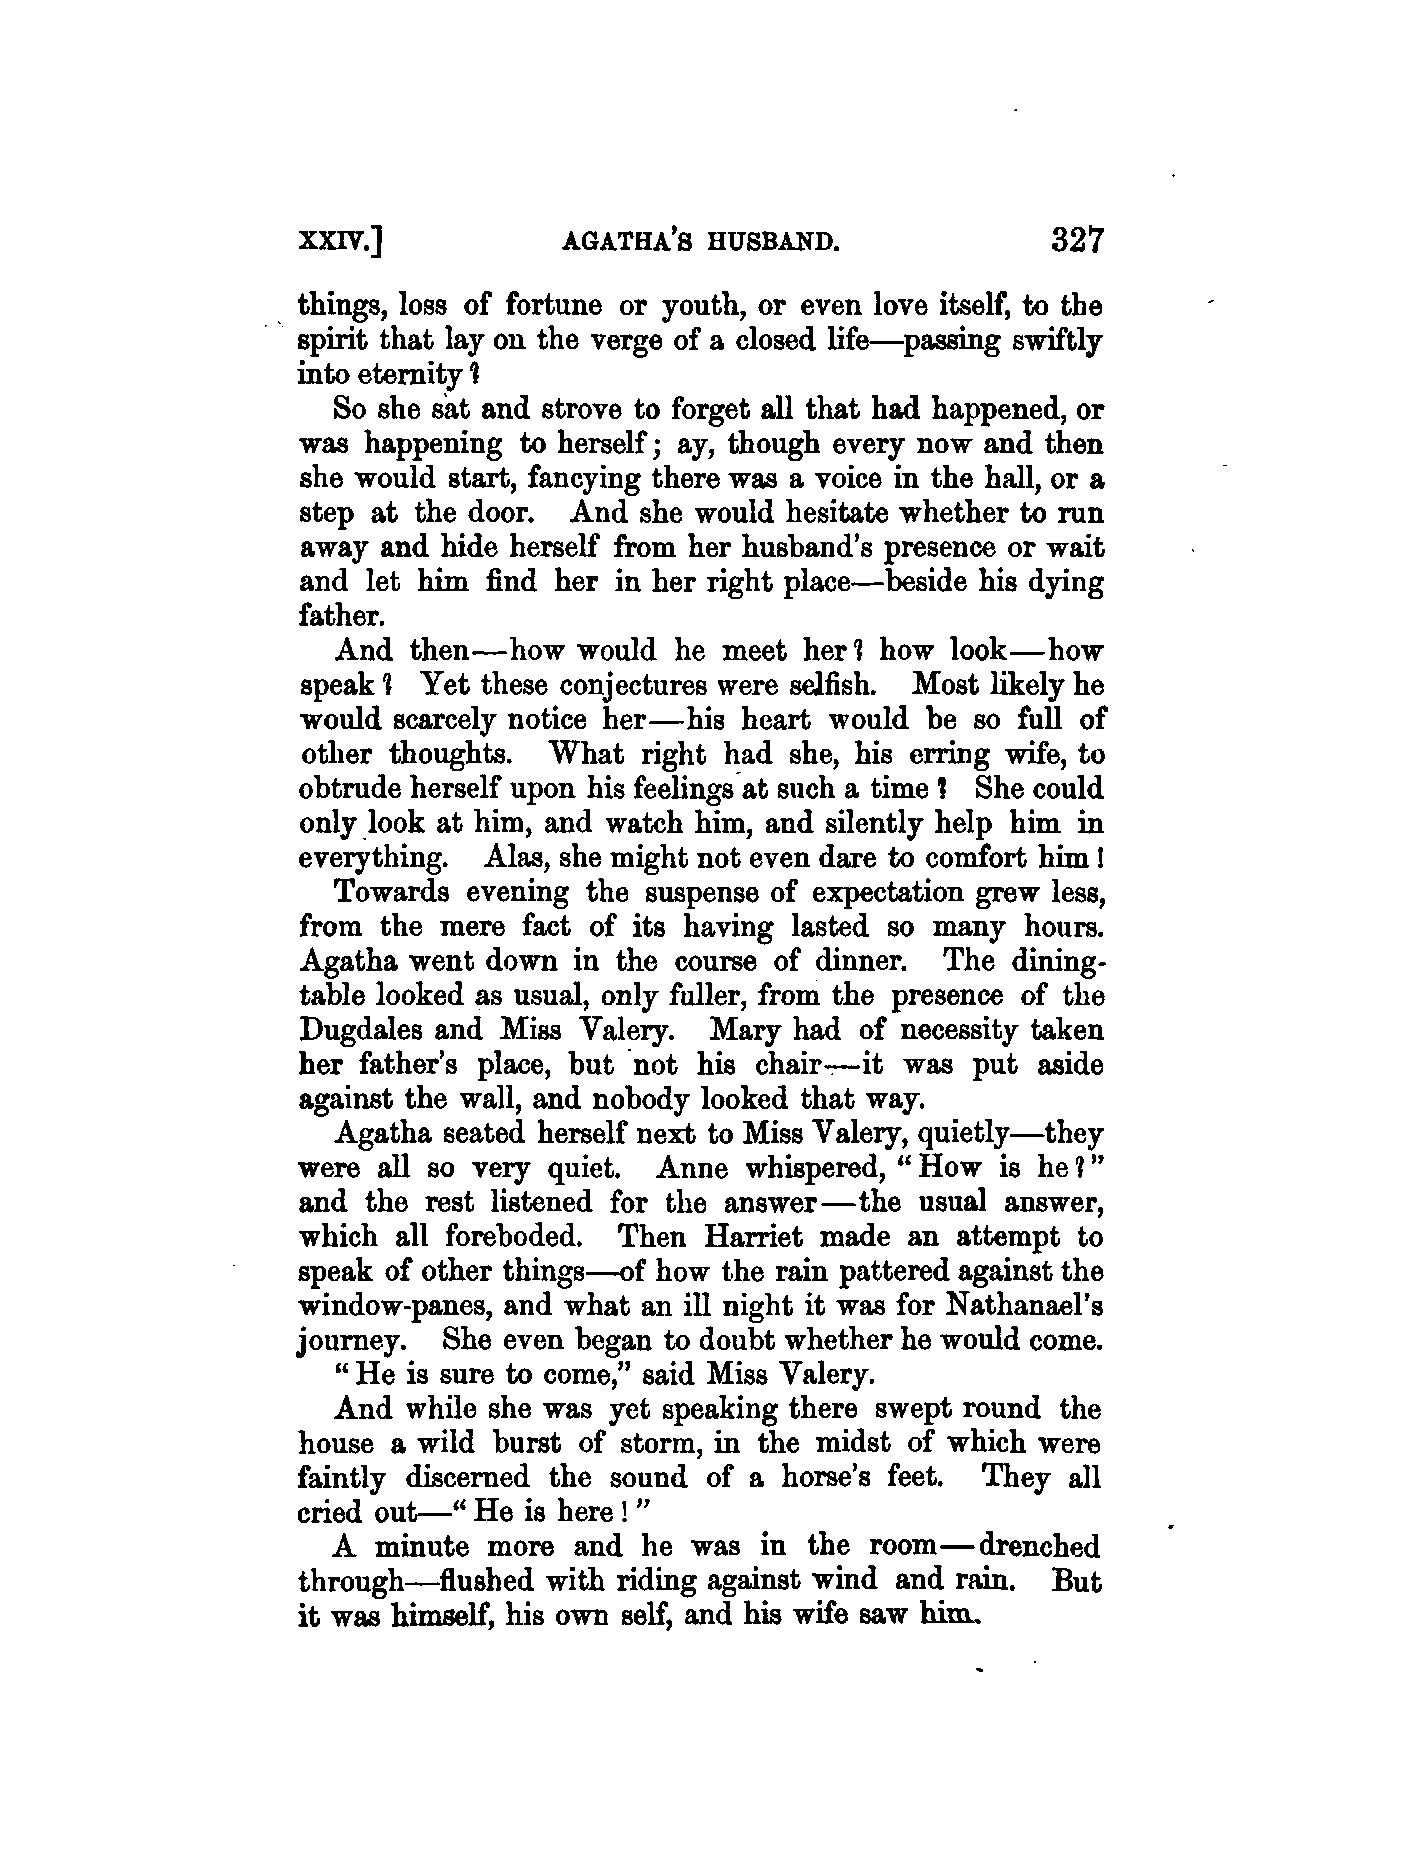 XXIV.] AGATHA'S HUSBAND. 327
things, loss of fortune or youth, or even love itself, to the
spirit that lay on the verge of a closed life—passing swiftly
into eternity?
So she sat and strove to forget all that had happened, or
was happening to herself; ay, though every now and then
she would start, fancying there was a voice in the hall, or a
step at the door. And she would hesitate whether to run
away and hide herself from her husband's presence or wait
and let him find her in her right place—beside his dying
father.
And then—how would he meet her? how look—how
speak? Yet these conjectures were selfish. Most likely he
would scarcely notice her—his heart would be so full of
other thoughts. What right had she, his erring wife, to
obtrude herself upon his feelings at such a time? She could
only look at him, and watch him, and silently help him in
everything. Alas, she might not even dare to comfort him!
Towards evening the suspense of expectation grew less,
from the mere fact of its having lasted so many hours.
Agatha went down in the course of dinner. The dining-
table looked as usual, only fuller, from the presence of the
Dugdales and Miss Valery. Mary had of necessity taken
her father's place, but not his chair—it was put aside
against the wall, and nobody looked that way.
Agatha seated herself next to Miss Valery, quietly—they
were all so very quiet. Anne whispered, "How is he?"
and the rest listened for the answer—the usual answer,
which all foreboded. Then Harriet made an attempt to
speak of other things—of how the rain pattered against the
window-panes, and what an ill night it was for Nathanael's
journey. She even began to doubt whether he would come.
"He is sure to come," said Miss Valery.
And while she was yet speaking there swept round the
house a wild burst of storm, in the midst of which were
faintly discerned the sound of a horse's feet. They all
cried out—"He is here!"
A minute more and he was in the room—drenched
through—flushed with riding against wind and rain. But
it was himself, his own self, and his wife saw him.